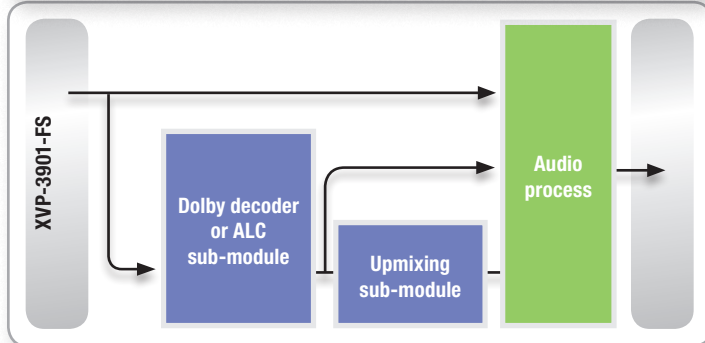 XVP-3901-FS
Dolby decoder
or ALC
sub-module
Upmixing
sub-module
Audio
process